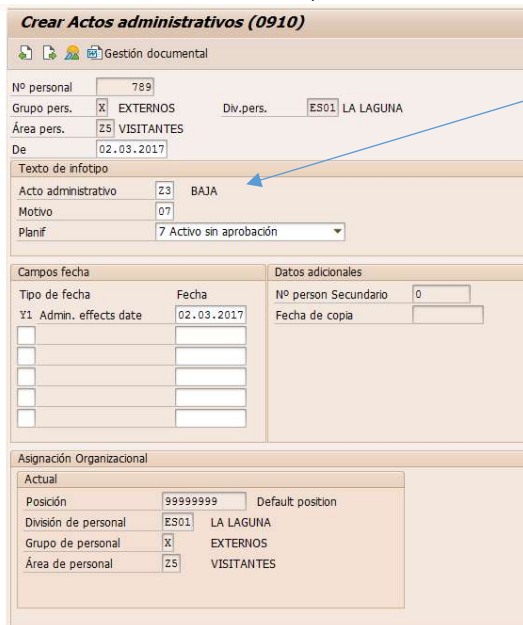 Crear Actos administrativos (0910)
Gestión documental
Nº personal 789
Grupo pers. X EXTERNOS Div.pers. ES01 LA LAGUNA
Área pers. Z5 VISITANTES
De 02.03.2017
Texto de infotipo
Acto administrativo Z3 BAJA
Motivo 07
Planif 7 Activo sin aprobación
Campos fecha Datos adicionales
Tipo de fecha Fecha Nº person Secundario 0
Y1 Admin. effects date 02.03.2017 Fecha de copia
Asignación Organizacional
Actual
Posición 99999999 Default position
División de personal ES01 LA LAGUNA
Grupo de personal X EXTERNOS
Área de personal Z5 VISITANTES